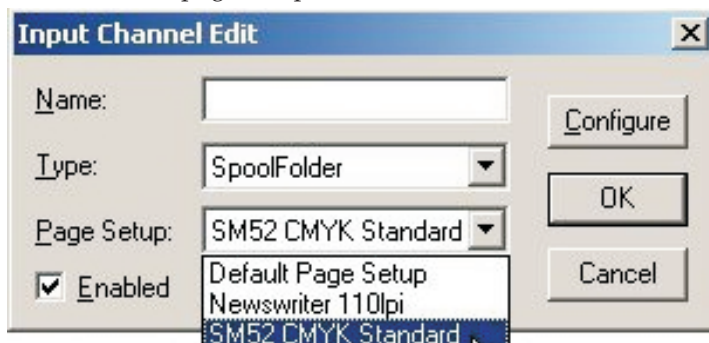 Input Channel Edit
Name:
Configure
Type:
SpoolFolder
OK
Page Setup:
SM52 CMYK Standard
Enabled
Default Page Setup
Cancel
Newswriter 110lpi
SM52 CMYK Standard